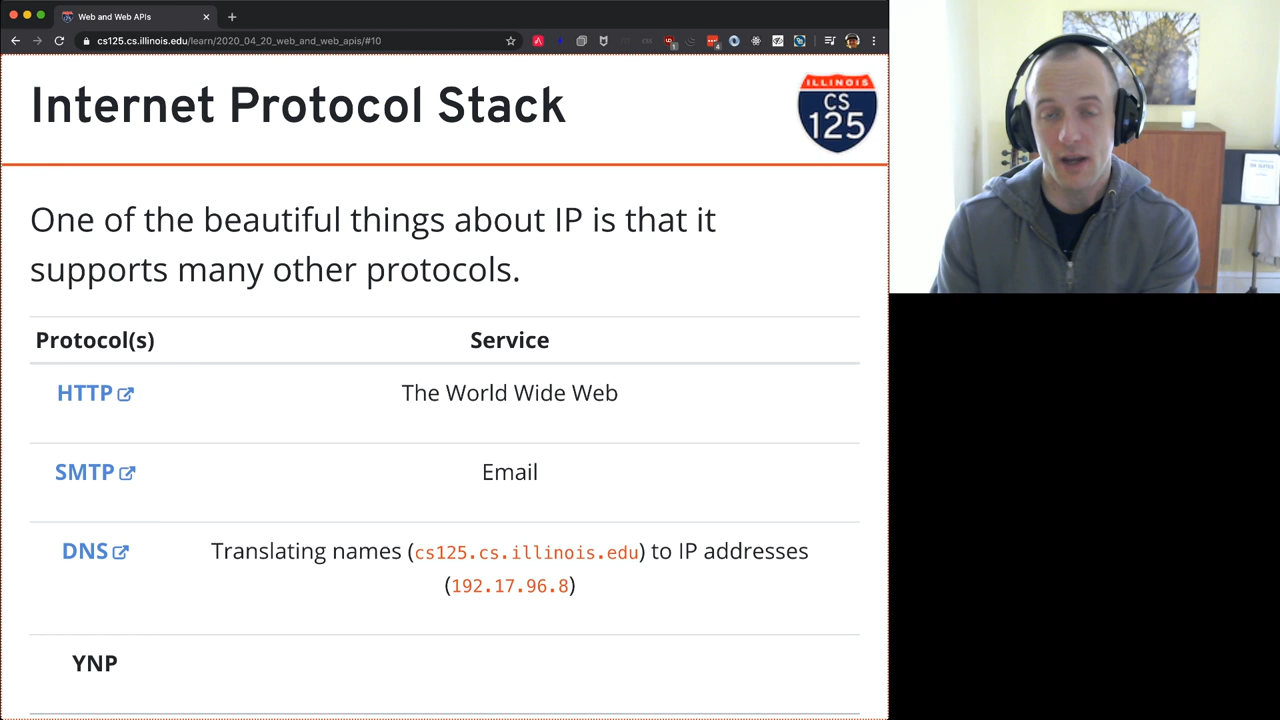 Web and Web APIs
cs125.cs.illinois.edu/learn/2020_04_20_web_and_web_apis/#10
Internet Protocol Stack
ILLINOIS
CS
125
One of the beautiful things about IP is that it
supports many other protocols.
Protocol(s) Service
HTTP The World Wide Web
SMTP Email
DNS Translating names (cs125.cs.illinois.edu) to IP addresses
(192.17.96.8)
YNP